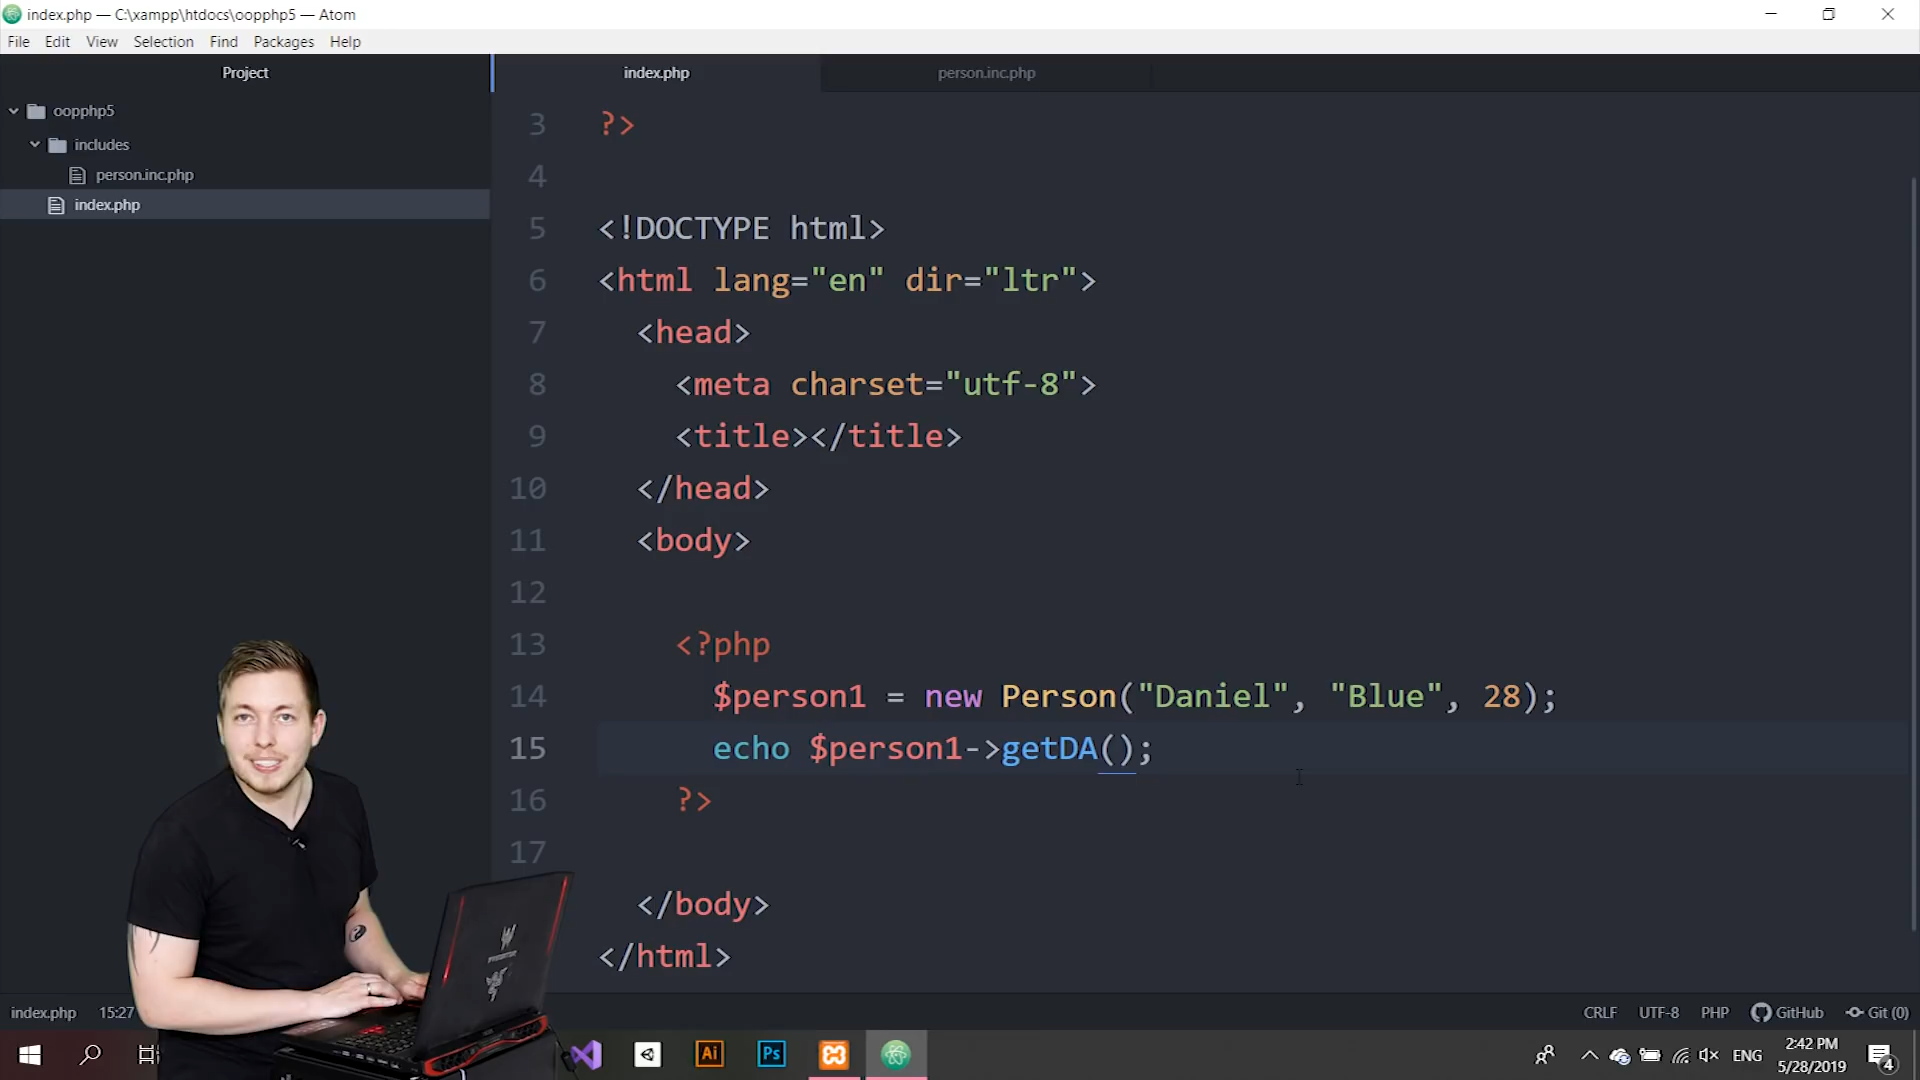 index.php — C:\xampp\htdocs\oopphp5 — Atom
File Edit View Selection Find Packages Help
Project
index.php
person.inc.php
oopphp5
includes
person.inc.php
index.php
3 ?>
4
5 <!DOCTYPE html>
6 <html lang="en" dir="ltr">
7 <head>
8 <meta charset="utf-8">
9 <title></title>
10 </head>
11 <body>
12
13 <?php
14 $person1 = new Person("Daniel", "Blue", 28);
15 echo $person1->getDA();
16 ?>
17
</body>
</html>
index.php 15:27
CRLF UTF-8 PHP GitHub Git (0)
Ai
Ps
ENG
2:42 PM
5/28/2019
4